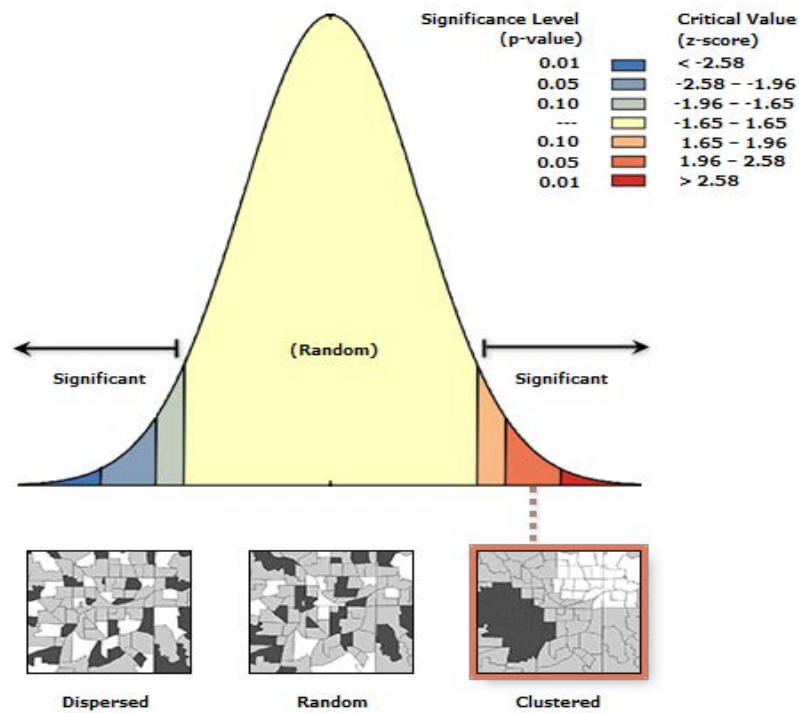 Significance Level Critical Value
(p-value) (z-score)
0.01 < -2.58
0.05 -2.58 – -1.96
0.10 -1.96 – -1.65
--- -1.65 – 1.65
0.10 1.65 – 1.96
0.05 1.96 – 2.58
0.01 > 2.58
(Random)
Significant Significant
Dispersed Random Clustered